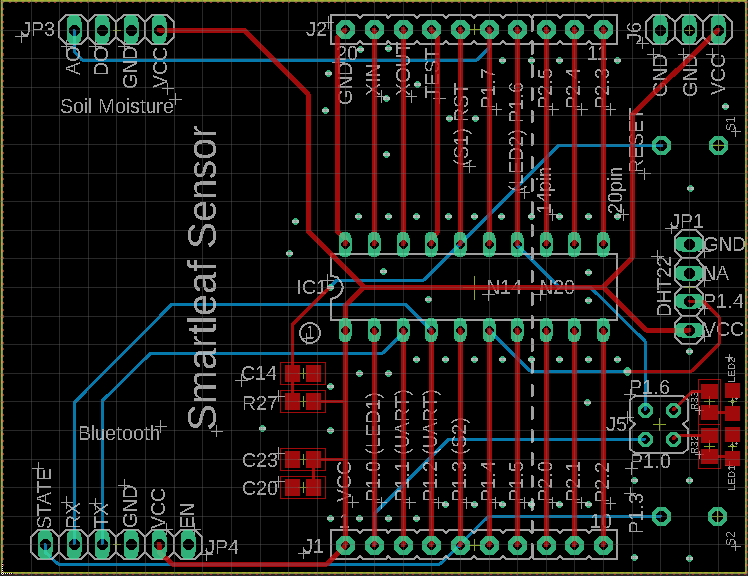 JP3
AO
DO
GND
VCC
Soil Moisture
J2
20
11
GND
XIN
XOUT
TEST
(S1) RST
P1.7
(LED2) P1.6
P2.5
P2.4
P2.3
14pin
20pin
J6
GND
GND
VCC
RESET
S1
Smartleaf Sensor
JP1
GND
NA
P1.4
VCC
DHT22
IC1
N14
N20
C14
R27
C23
C20
P1.6
J5
P1.0
P1.3
LED2
R33
R32
LED1
S2
Bluetooth
STATE
RX
TX
GND
VCC
EN
JP4
VCC
P1.0 (LED1)
P1.1 (UART)
P1.2 (UART)
P1.3 (S2)
P1.4
P1.5
P2.0
P2.1
P2.2
J1
1
10